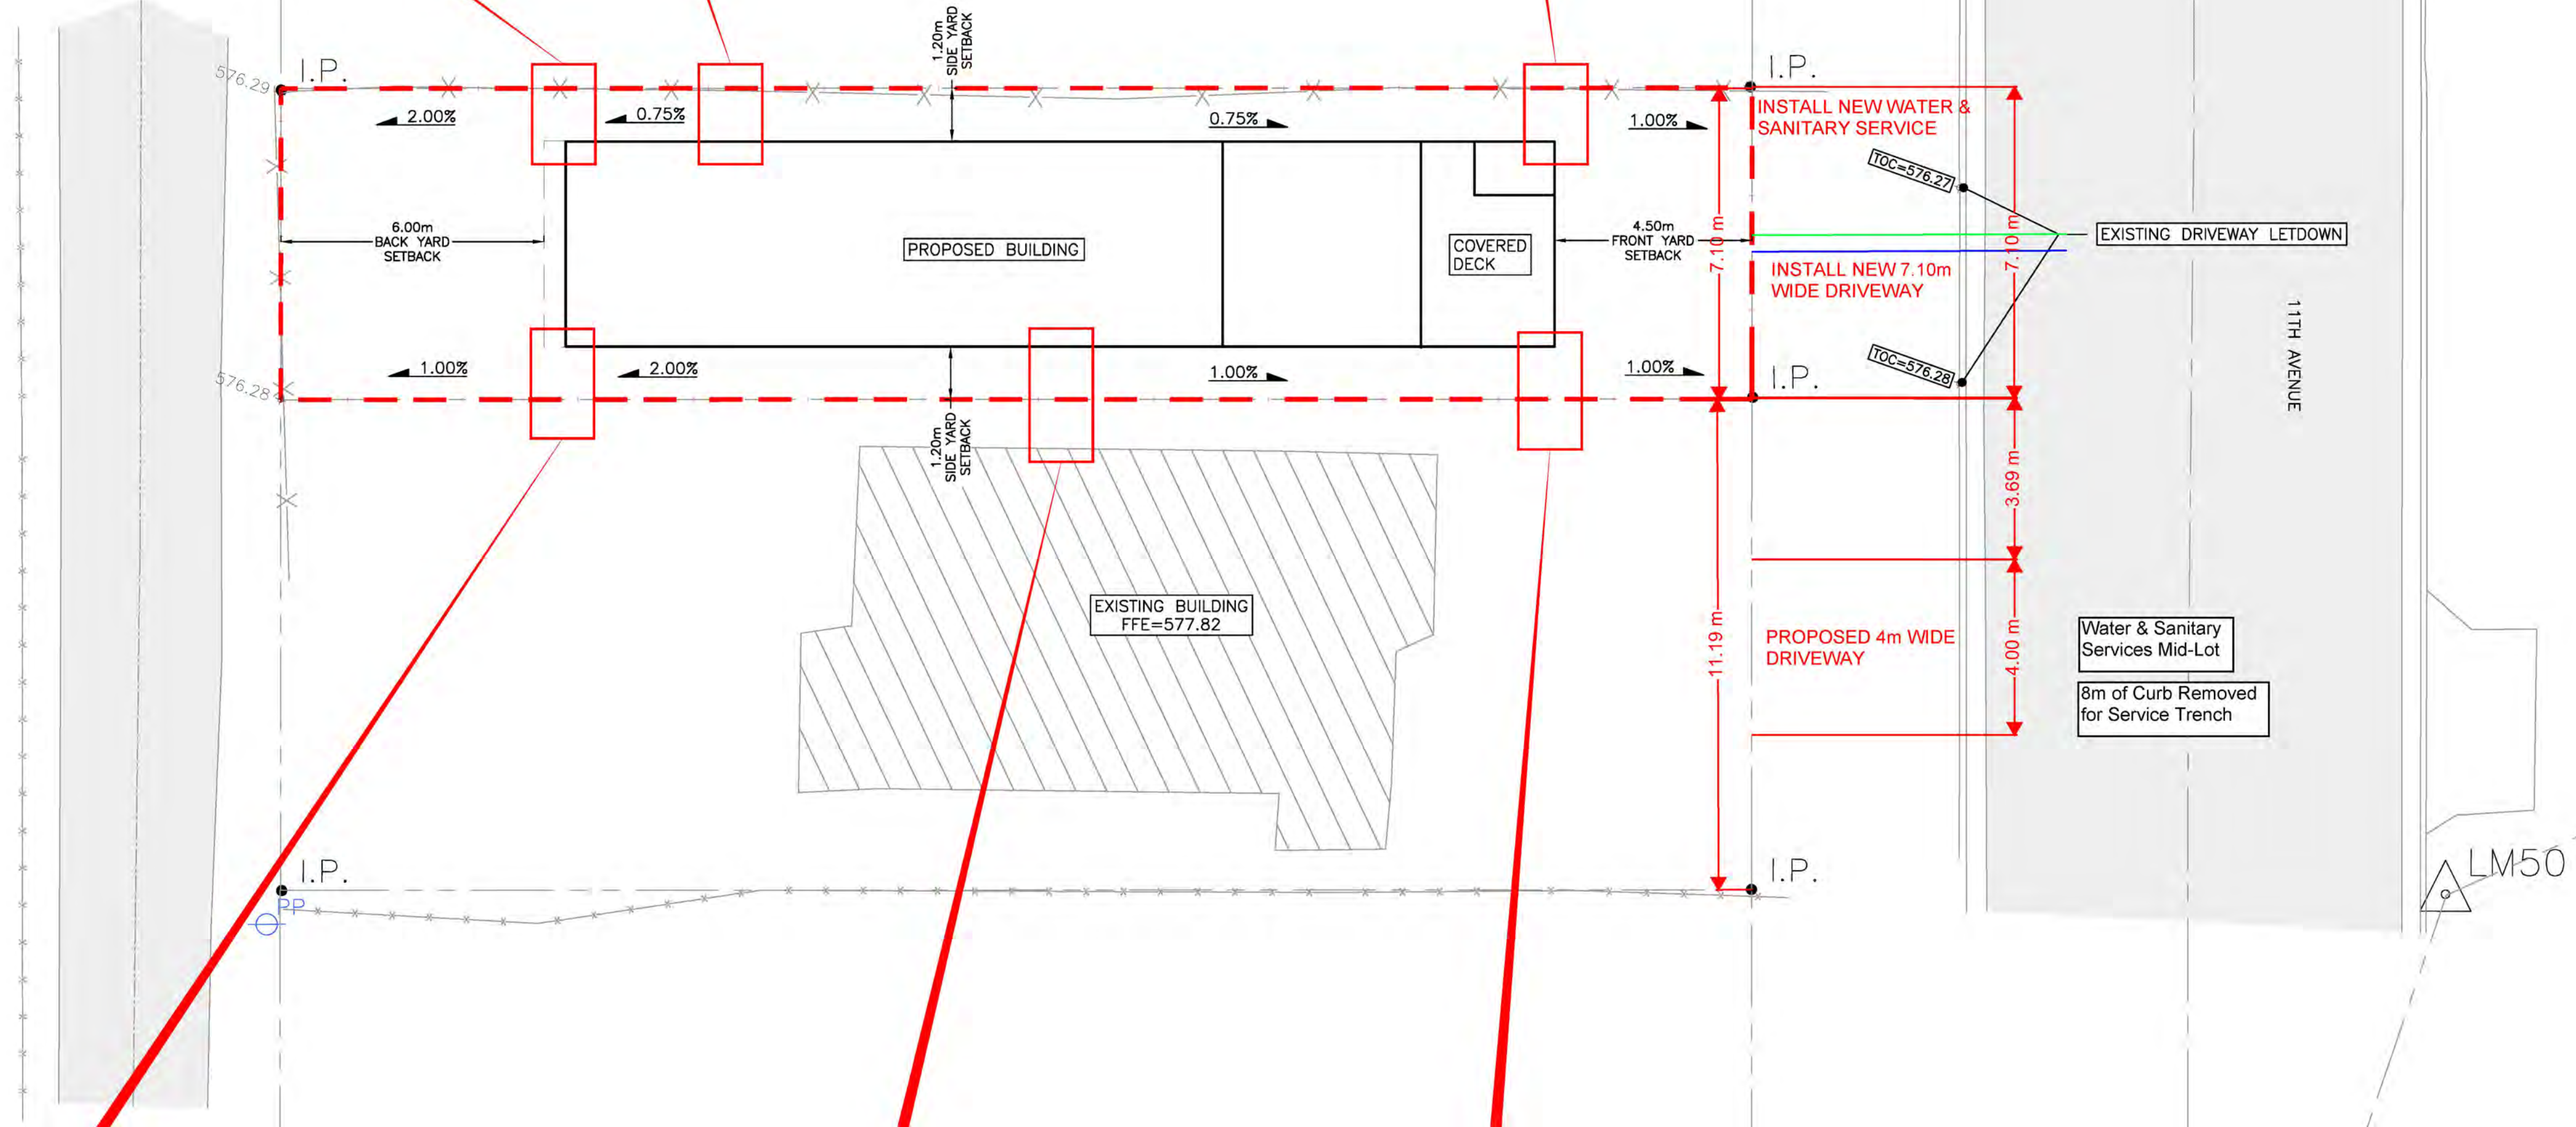 1.20m
SIDE YARD
SETBACK
576.29
I.P.
I.P.
2.00%
0.75%
0.75%
1.00%
INSTALL NEW WATER &
SANITARY SERVICE
TOC=576.27
6.00m
BACK YARD
SETBACK
PROPOSED BUILDING
COVERED
DECK
4.50m
FRONT YARD
SETBACK
7.10 m
7.10 m
EXISTING DRIVEWAY LETDOWN
INSTALL NEW 7.10m
WIDE DRIVEWAY
11TH AVENUE
TOC=576.28
576.28
1.00%
2.00%
1.00%
1.00%
I.P.
1.20m
SIDE YARD
SETBACK
3.69 m
EXISTING BUILDING
FFE=577.82
11.19 m
PROPOSED 4m WIDE
DRIVEWAY
4.00 m
Water & Sanitary
Services Mid-Lot
8m of Curb Removed
for Service Trench
I.P.
PP
I.P.
LM50